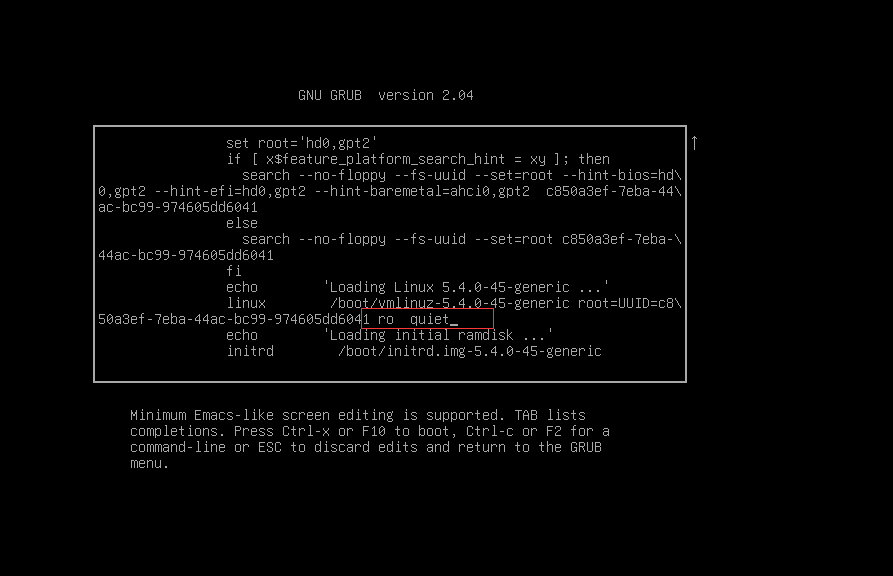 GNU GRUB  version 2.04
set root='hd0,gpt2'
if [ x$feature_platform_search_hint = xy ]; then
search --no-floppy --fs-uuid --set=root --hint-bios=hd\
0,gpt2 --hint-efi=hd0,gpt2 --hint-baremetal=ahci0,gpt2  c850a3ef-7eba-44\
ac-bc99-974605dd6041
else
search --no-floppy --fs-uuid --set=root c850a3ef-7eba-\
44ac-bc99-974605dd6041
fi
echo        'Loading Linux 5.4.0-45-generic ...'
linux        /boot/vmlinuz-5.4.0-45-generic root=UUID=c8\
50a3ef-7eba-44ac-bc99-974605dd6041 ro  quiet_
echo        'Loading initial ramdisk ...'
initrd        /boot/initrd.img-5.4.0-45-generic
↑
Minimum Emacs-like screen editing is supported. TAB lists
completions. Press Ctrl-x or F10 to boot, Ctrl-c or F2 for a
command-line or ESC to discard edits and return to the GRUB
menu.